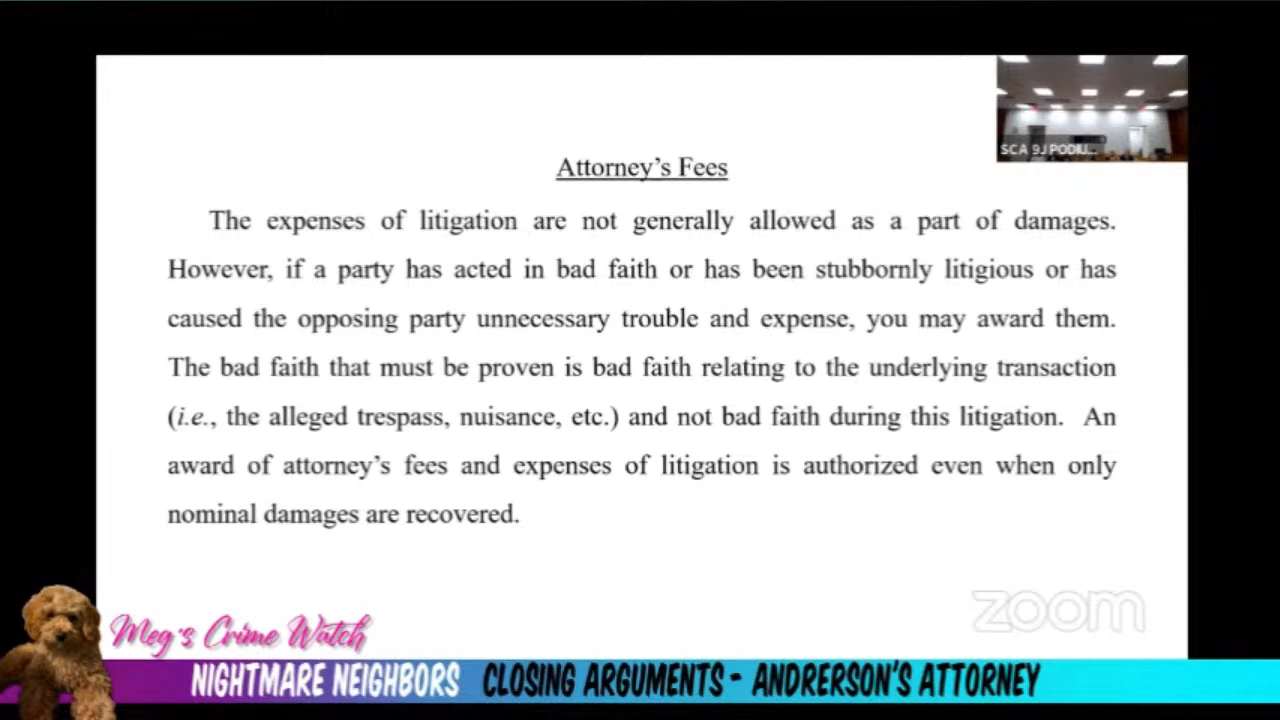 SCA 9J PODIU...
Attorney's Fees
The expenses of litigation are not generally allowed as a part of damages.
However, if a party has acted in bad faith or has been stubbornly litigious or has
caused the opposing party unnecessary trouble and expense, you may award them.
The bad faith that must be proven is bad faith relating to the underlying transaction
(i.e., the alleged trespass, nuisance, etc.) and not bad faith during this litigation. An
award of attorney's fees and expenses of litigation is authorized even when only
nominal damages are recovered.
zoom
Meg's Crime Watch
NIGHTMARE NEIGHBORS CLOSING ARGUMENTS - ANDRERSON'S ATTORNEY